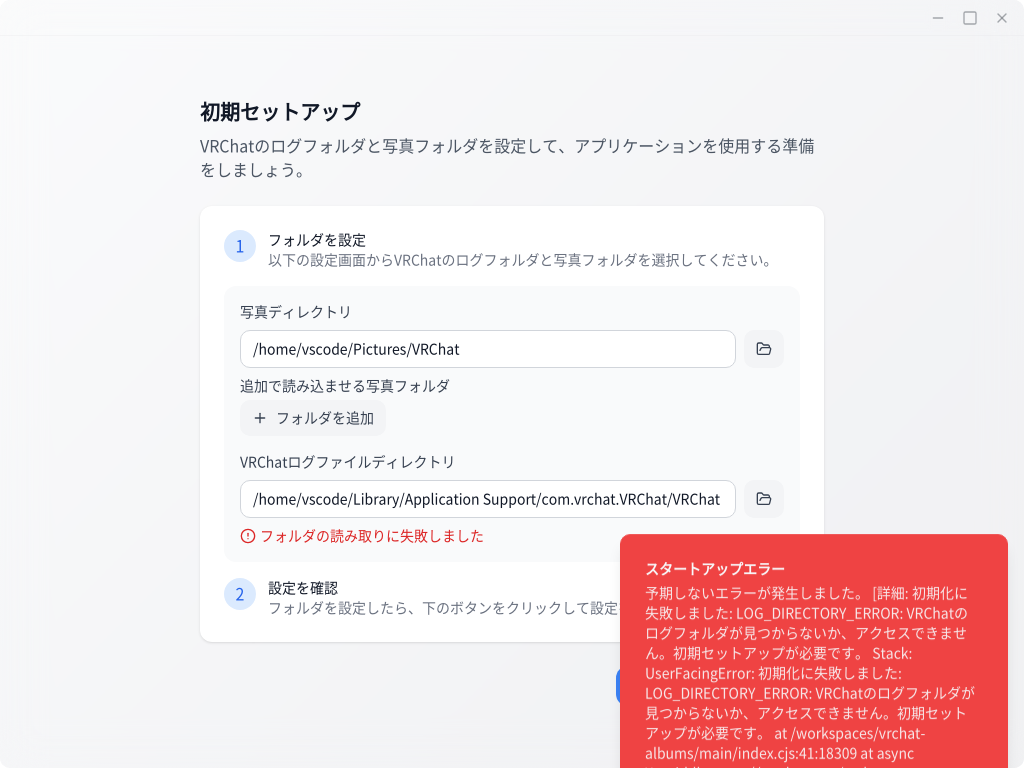 初期セットアップ
VRChatのログフォルダと写真フォルダを設定して、アプリケーションを使用する準備
をしましょう。
1
フォルダを設定
以下の設定画面からVRChatのログフォルダと写真フォルダを選択してください。
写真ディレクトリ
/home/vscode/Pictures/VRChat
追加で読み込ませる写真フォルダ
+ フォルダを追加
VRChatログファイルディレクトリ
/home/vscode/Library/Application Support/com.vrchat.VRChat/VRChat
フォルダの読み取りに失敗しました
2
設定を確認
フォルダを設定したら、下のボタンをクリックして設定
スタートアップエラー
予期しないエラーが発生しました。 [詳細: 初期化に
失敗しました: LOG_DIRECTORY_ERROR: VRChatの
ログフォルダが見つからないか、アクセスできませ
ん。初期セットアップが必要です。 Stack:
UserFacingError: 初期化に失敗しました:
LOG_DIRECTORY_ERROR: VRChatのログフォルダが
見つからないか、アクセスできません。初期セット
アップが必要です。 at /workspaces/vrchat-
albums/main/index.cjs:41:18309 at async